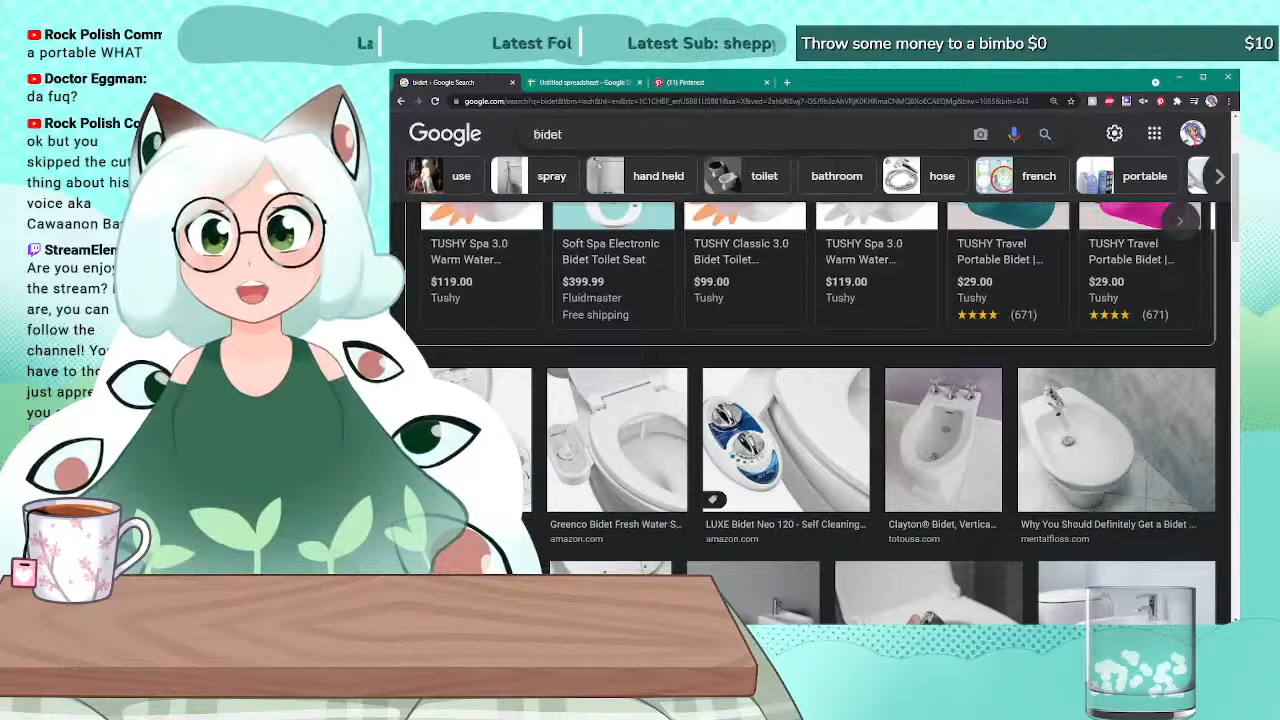 Rock Polish Comm
a portable WHAT
Doctor Eggman:
da fuq?
Rock Polish Co
ok but you
skipped the cut
thing about his
voice aka
Cawaanon Ba
StreamElem
Are you enjoy
the stream?
are, you can
follow the
channel! You
have to the
just appre
you
La
Latest Fol
Latest Sub: shepp
Throw some money to a bimbo $0
$10
bidet - Google Search
Untitled spreadsheet - Google S
(11) Pinterest
Google
bidet
use
spray
hand held
toilet
bathroom
hose
french
portable
TUSHY Spa 3.0
Warm Water...
$119.00
Tushy
Soft Spa Electronic
Bidet Toilet Seat
$399.99
Fluidmaster
Free shipping
TUSHY Classic 3.0
Bidet Toilet...
$99.00
Tushy
TUSHY Spa 3.0
Warm Water...
$119.00
Tushy
TUSHY Travel
Portable Bidet |...
$29.00
Tushy
(671)
TUSHY Travel
Portable Bidet |...
$29.00
Tushy
(671)
Greenco Bidet Fresh Water S...
amazon.com
LUXE Bidet Neo 120 - Self Cleaning...
amazon.com
Clayton® Bidet, Vertica...
totousa.com
Why You Should Definitely Get a Bidet ...
mentalfloss.com